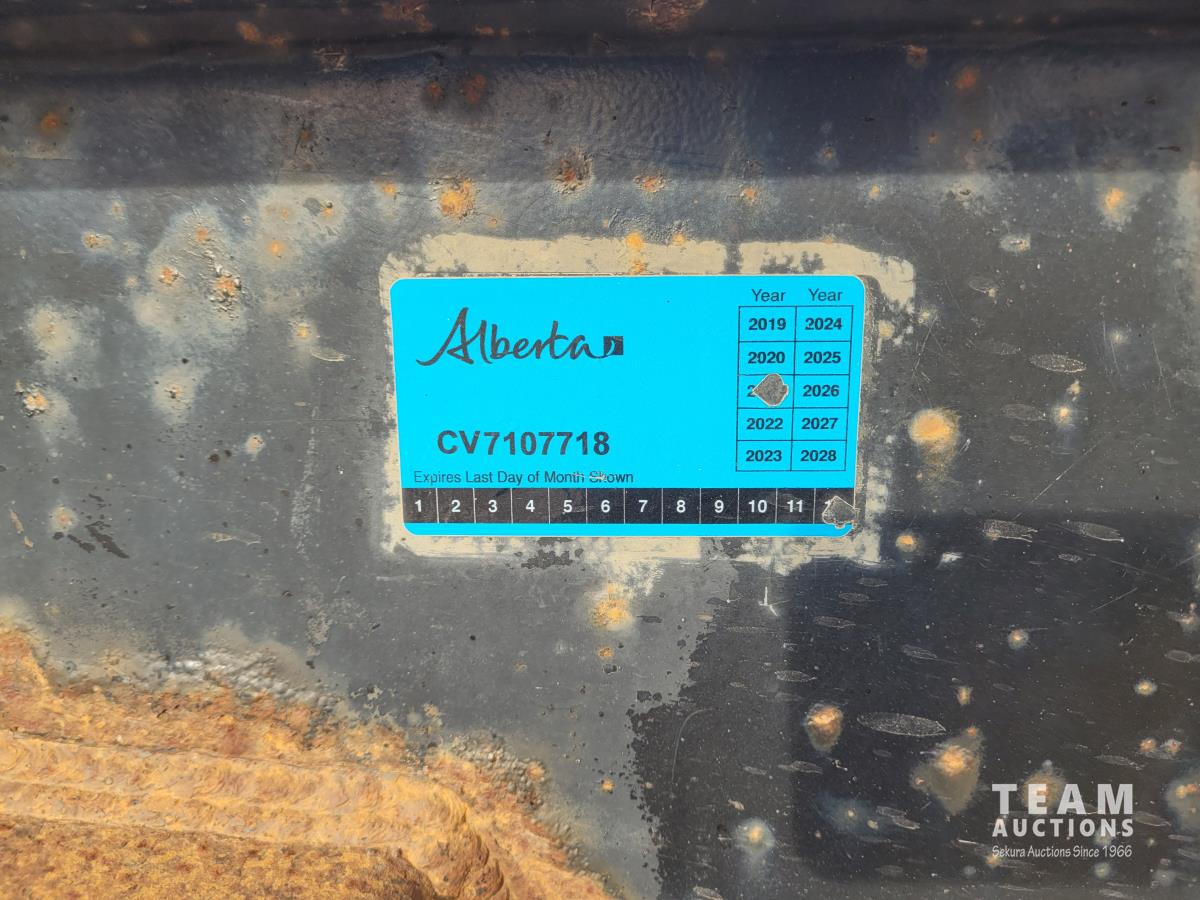 Alberta
Year Year
2019 2024
2020 2025
2026
2022 2027
2023 2028
CV7107718
Expires Last Day of Month Shown
1 2 3 4 5 6 7 8 9 10 11
TEAM
AUCTIONS
Sekura Auctions Since 1966